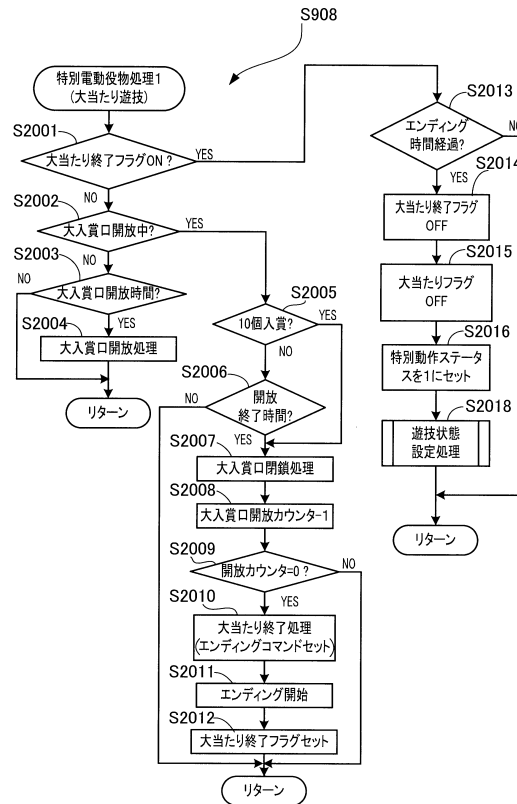 S908
特別電動役物処理1
(大当たり遊技)
S2001
大当たり終了フラグON?
YES
NO
S2002
大入賞口開放中?
YES
NO
S2003
大入賞口開放時間?
NO
YES
S2004
大入賞口開放処理
リターン
S2005
10個入賞?
YES
NO
S2006
開放
終了時間?
NO
YES
S2007
大入賞口閉鎖処理
S2008
大入賞口開放カウンタ-1
S2009
開放カウンタ=0?
NO
YES
S2010
大当たり終了処理
(エンディングコマンドセット)
S2011
エンディング開始
S2012
大当たり終了フラグセット
リターン
S2013
エンディング
時間経過?
NO
YES
S2014
大当たり終了フラグ
OFF
S2015
大当たりフラグ
OFF
S2016
特別動作ステータ
スを1にセット
S2018
遊技状態
設定処理
リターン